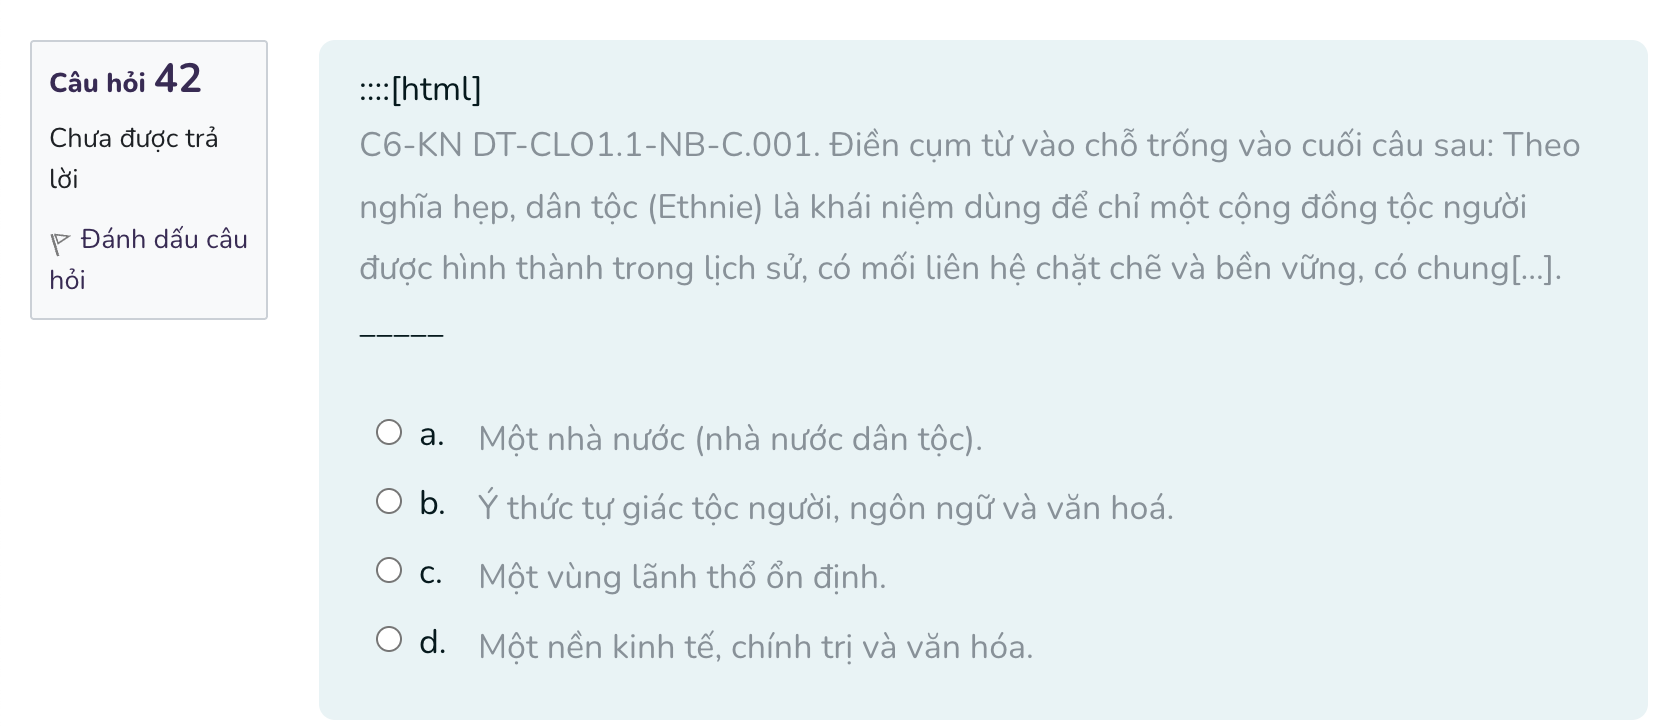 Câu hỏi 42
Chưa được trả
lời
Đánh dấu câu
hỏi
::::[html]
C6-KN DT-CLO1.1-NB-C.001. Điền cụm từ vào chỗ trống vào cuối câu sau: Theo
nghĩa hẹp, dân tộc (Ethnie) là khái niệm dùng để chỉ một cộng đồng tộc người
được hình thành trong lịch sử, có mối liên hệ chặt chẽ và bền vững, có chung[...].
_____
a. Một nhà nước (nhà nước dân tộc).
b. Ý thức tự giác tộc người, ngôn ngữ và văn hoá.
c. Một vùng lãnh thổ ổn định.
d. Một nền kinh tế, chính trị và văn hóa.